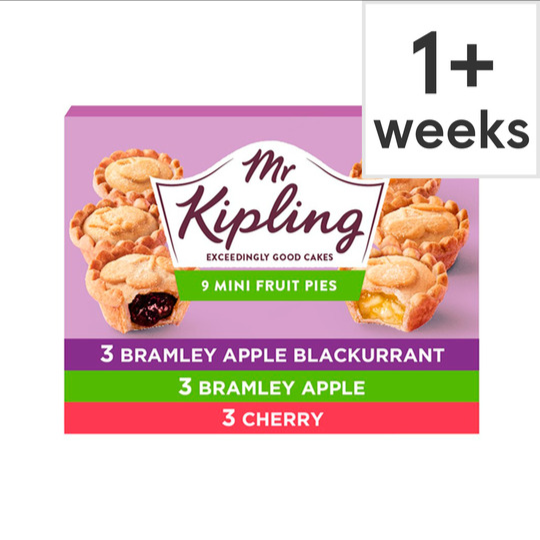 1+
weeks
Mr
Kipling
EXCEEDINGLY GOOD CAKES
9 MINI FRUIT PIES
3 BRAMLEY APPLE BLACKURRANT
3 BRAMLEY APPLE
3 CHERRY